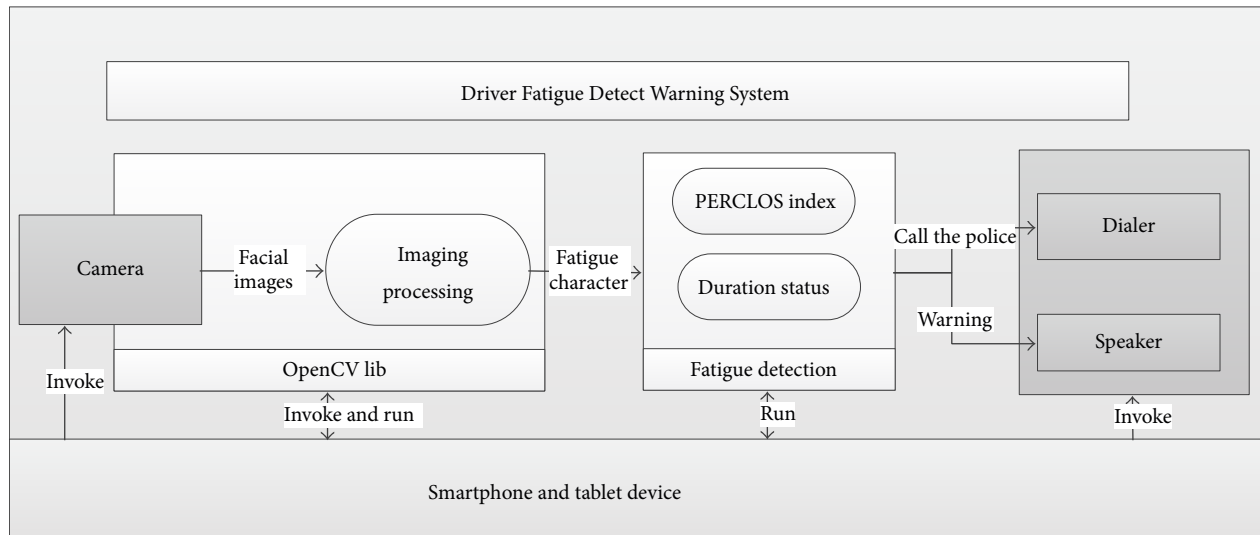 Driver Fatigue Detect Warning System
Camera
Facial
images
Imaging
processing
OpenCV lib
Fatigue
character
PERCLOS index
Duration status
Fatigue detection
Call the police
Warning
Dialer
Speaker
Invoke
Invoke and run
Run
Invoke
Smartphone and tablet device